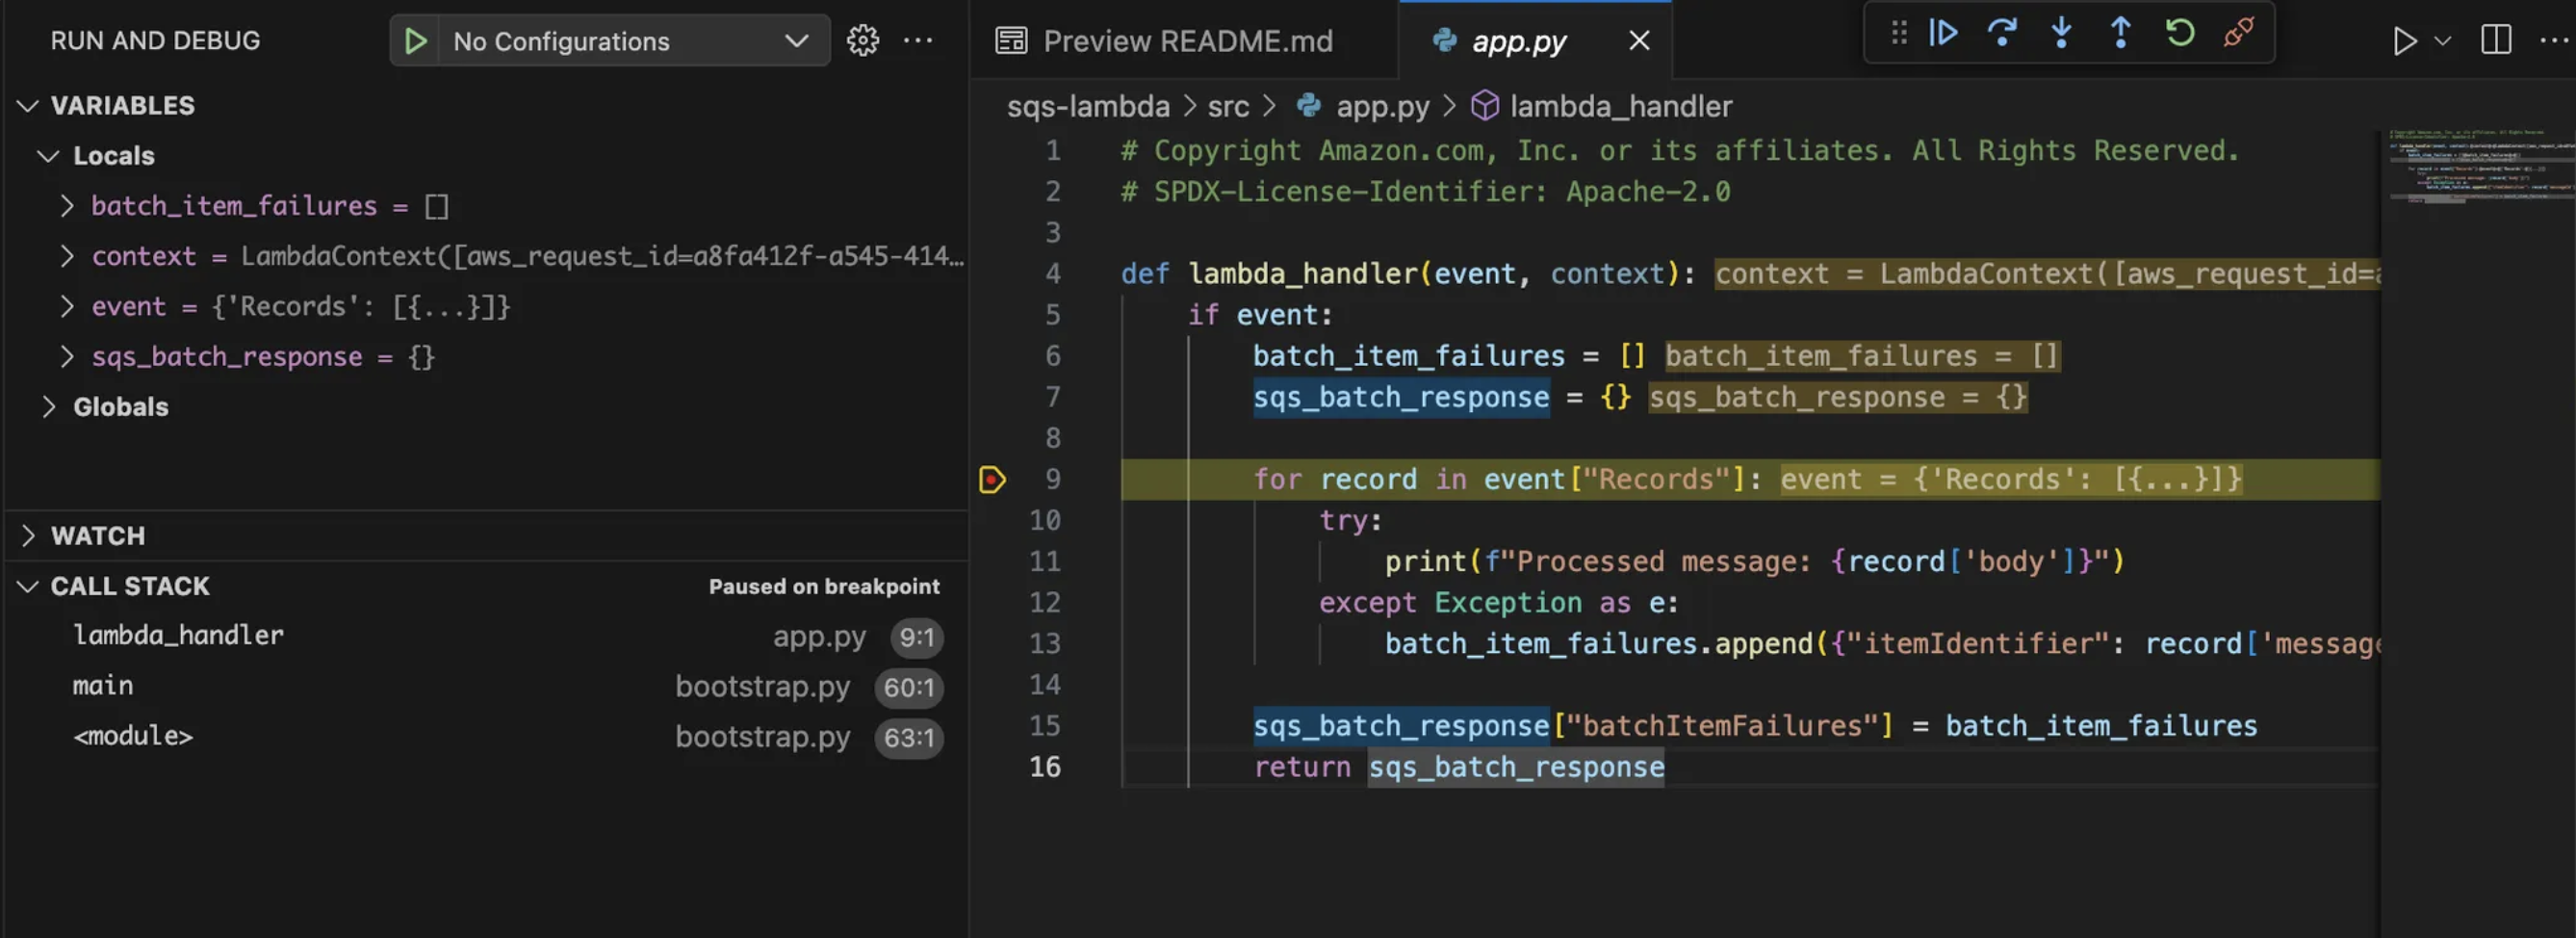 RUN AND DEBUG
No Configurations
VARIABLES
Locals
batch_item_failures = []
context = LambdaContext([aws_request_id=a8fa412f-a545-414…
event = {'Records': [{...}]}
sqs_batch_response = {}
Globals
WATCH
CALL STACK Paused on breakpoint
lambda_handler app.py 9:1
main bootstrap.py 60:1
<module> bootstrap.py 63:1
Preview README.md app.py
sqs-lambda > src > app.py > lambda_handler
1 # Copyright Amazon.com, Inc. or its affiliates. All Rights Reserved.
2 # SPDX-License-Identifier: Apache-2.0
3
4 def lambda_handler(event, context): context = LambdaContext([aws_request_id=a
5 if event:
6 batch_item_failures = [] batch_item_failures = []
7 sqs_batch_response = {} sqs_batch_response = {}
8
9 for record in event["Records"]: event = {'Records': [{...}]}
10 try:
11 print(f"Processed message: {record['body']}")
12 except Exception as e:
13 batch_item_failures.append({"itemIdentifier": record['message
14
15 sqs_batch_response["batchItemFailures"] = batch_item_failures
16 return sqs_batch_response